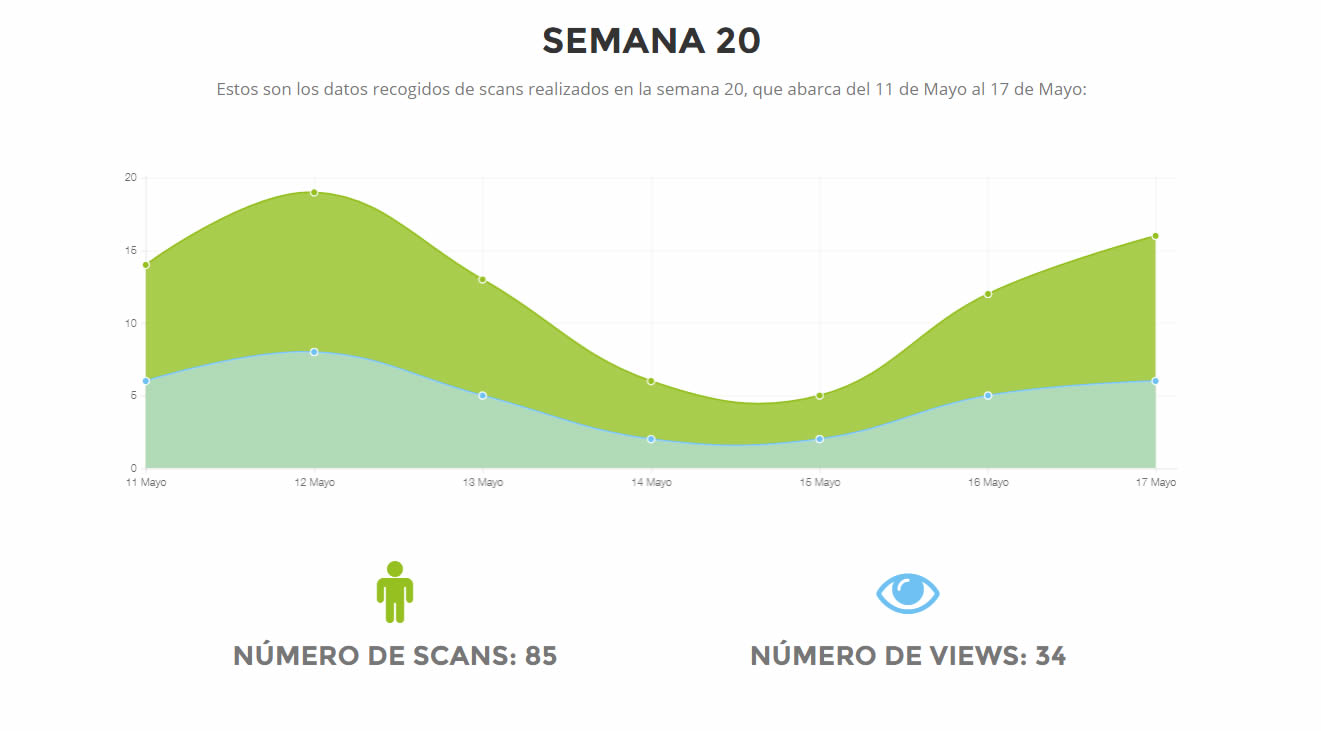 SEMANA 20
Estos son los datos recogidos de scans realizados en la semana 20, que abarca del 11 de Mayo al 17 de Mayo:
20
15
10
5
0
11 Mayo 12 Mayo 13 Mayo 14 Mayo 15 Mayo 16 Mayo 17 Mayo
NÚMERO DE SCANS: 85 NÚMERO DE VIEWS: 34